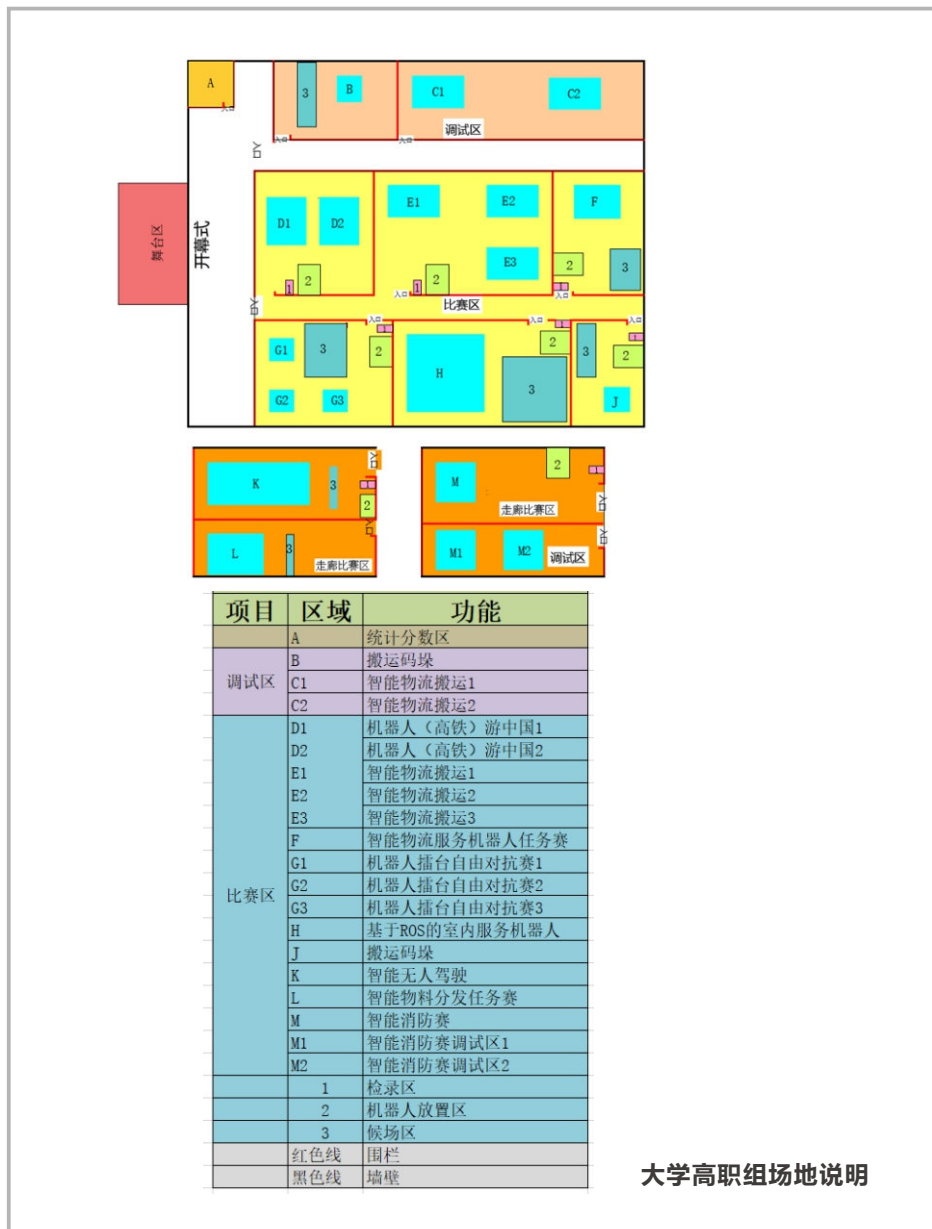 A
入口
3
B
C1
C2
调试区
入口
入口
入口
舞台区
开幕式
D1
D2
E1
E2
F
E3
1
2
1
2
2
3
11
入口
入口
入口
比赛区
入口
入口
入口
G1
3
11
2
G2
G3
H
11
2
3
3
11
2
J
K
3
入口
11
2
入口
L
3
走廊比赛区
M
2
11
走廊比赛区
入口
入口
M1
M2
调试区
项目 区域 功能
A 统计分数区
调试区
B 搬运码垛
C1 智能物流搬运1
C2 智能物流搬运2
比赛区
D1 机器人（高铁）游中国1
D2 机器人（高铁）游中国2
E1 智能物流搬运1
E2 智能物流搬运2
E3 智能物流搬运3
F 智能物流服务机器人任务赛
G1 机器人擂台自由对抗赛1
G2 机器人擂台自由对抗赛2
G3 机器人擂台自由对抗赛3
H 基于ROS的室内服务机器人
J 搬运码垛
K 智能无人驾驶
L 智能物料分发任务赛
M 智能消防赛
M1 智能消防赛调试区1
M2 智能消防赛调试区2
1 检录区
2 机器人放置区
3 候场区
红色线 围栏
黑色线 墙壁
大学高职组场地说明